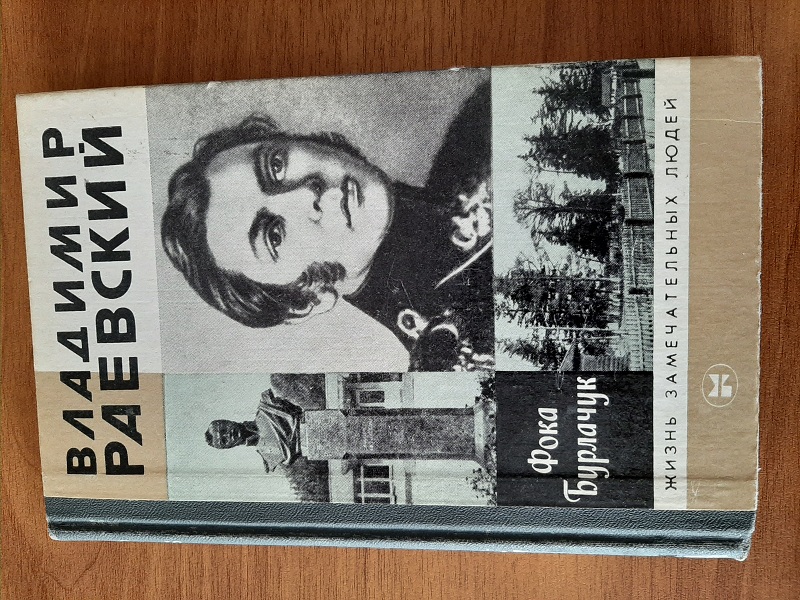 ВЛАДИМИР
РАЕВСКИЙ
Фока
Бурлачук
ЖИЗНЬ ЗАМЕЧАТЕЛЬНЫХ ЛЮДЕЙ